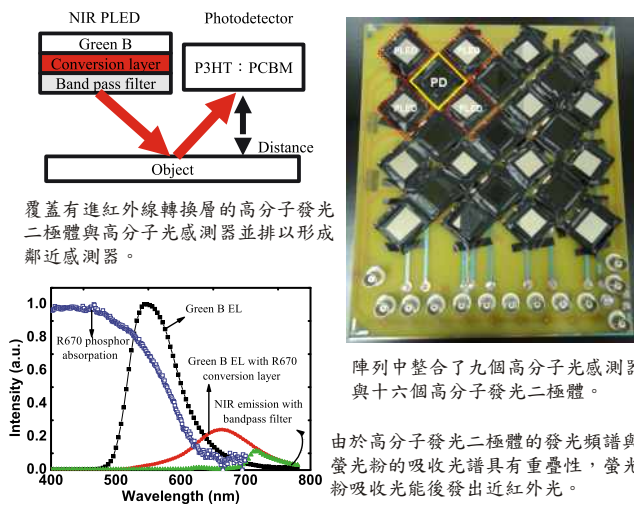 NIR PLED
Photodetector
Green B
Conversion layer
Band pass filter
P3HT：PCBM
Distance
Object
覆蓋有進紅外線轉換層的高分子發光
二極體與高分子光感測器並排以形成
鄰近感測器。
PLED
PLED
PD
PLED
PLED
陣列中整合了九個高分子光感測器
與十六個高分子發光二極體。
Intensity (a.u.)
1.0
0.8
0.6
0.4
0.2
0.0
400
500
600
700
800
Wavelength (nm)
Green B EL
R670 phosphor
absorpation
Green B EL with R670
conversion layer
NIR emission with
bandpass filter
由於高分子發光二極體的發光頻譜與
螢光粉的吸收光譜具有重疊性，螢光
粉吸收光能後發出近紅外光。